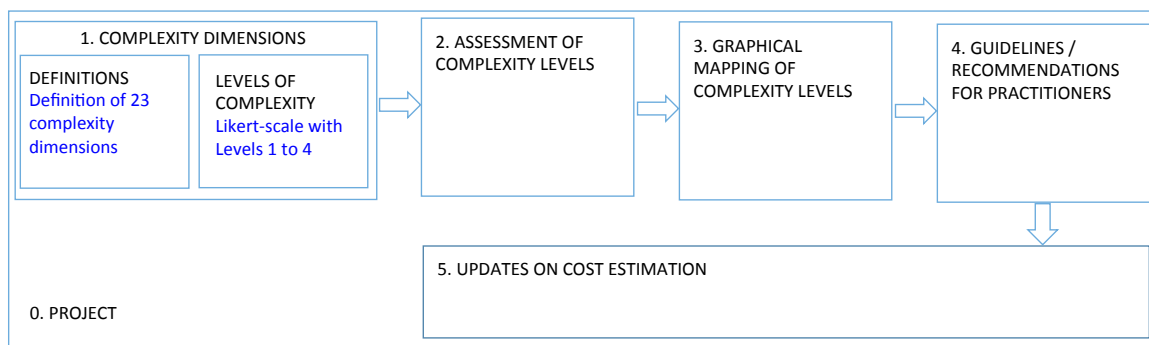 1. COMPLEXITY DIMENSIONS
DEFINITIONS
Definition of 23
complexity
dimensions
LEVELS OF
COMPLEXITY
Likert-scale with
Levels 1 to 4
2. ASSESSMENT OF
COMPLEXITY LEVELS
3. GRAPHICAL
MAPPING OF
COMPLEXITY LEVELS
4. GUIDELINES /
RECOMMENDATIONS
FOR PRACTITIONERS
5. UPDATES ON COST ESTIMATION
0. PROJECT